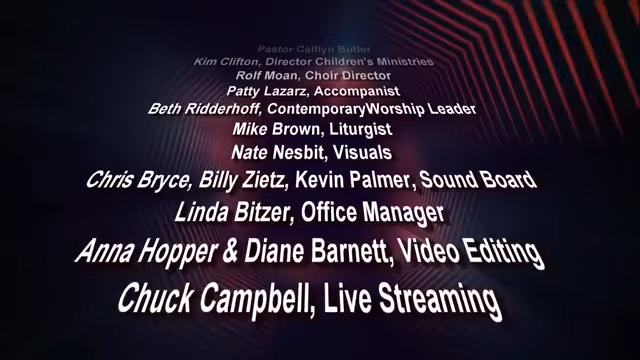 Pastor Caitlyn Butler
Kim Clifton, Director Children's Ministries
Rolf Moan, Choir Director
Patty Lazarz, Accompanist
Beth Ridderhoff, ContemporaryWorship Leader
Mike Brown, Liturgist
Nate Nesbit, Visuals
Chris Bryce, Billy Zietz, Kevin Palmer, Sound Board
Linda Bitzer, Office Manager
Anna Hopper & Diane Barnett, Video Editing
Chuck Campbell, Live Streaming